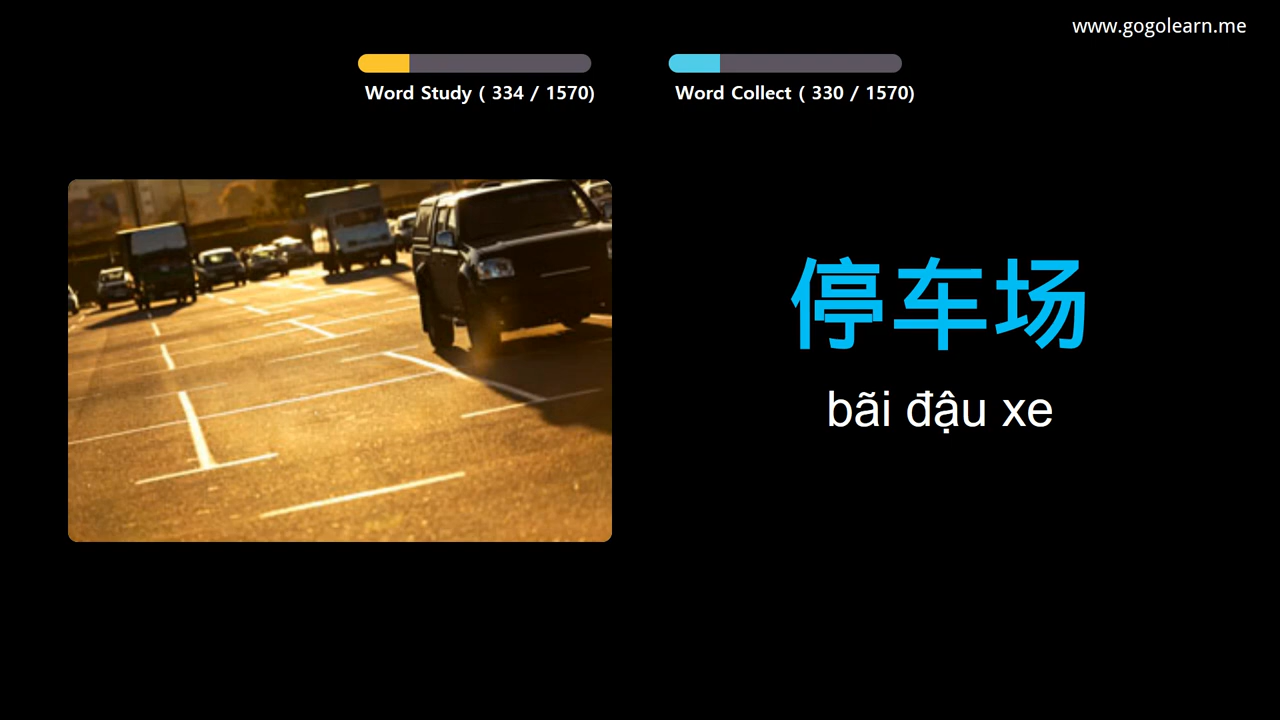 www.gogolearn.me
Word Study ( 334 / 1570)
Word Collect ( 330 / 1570)
停车场
bãi đậu xe